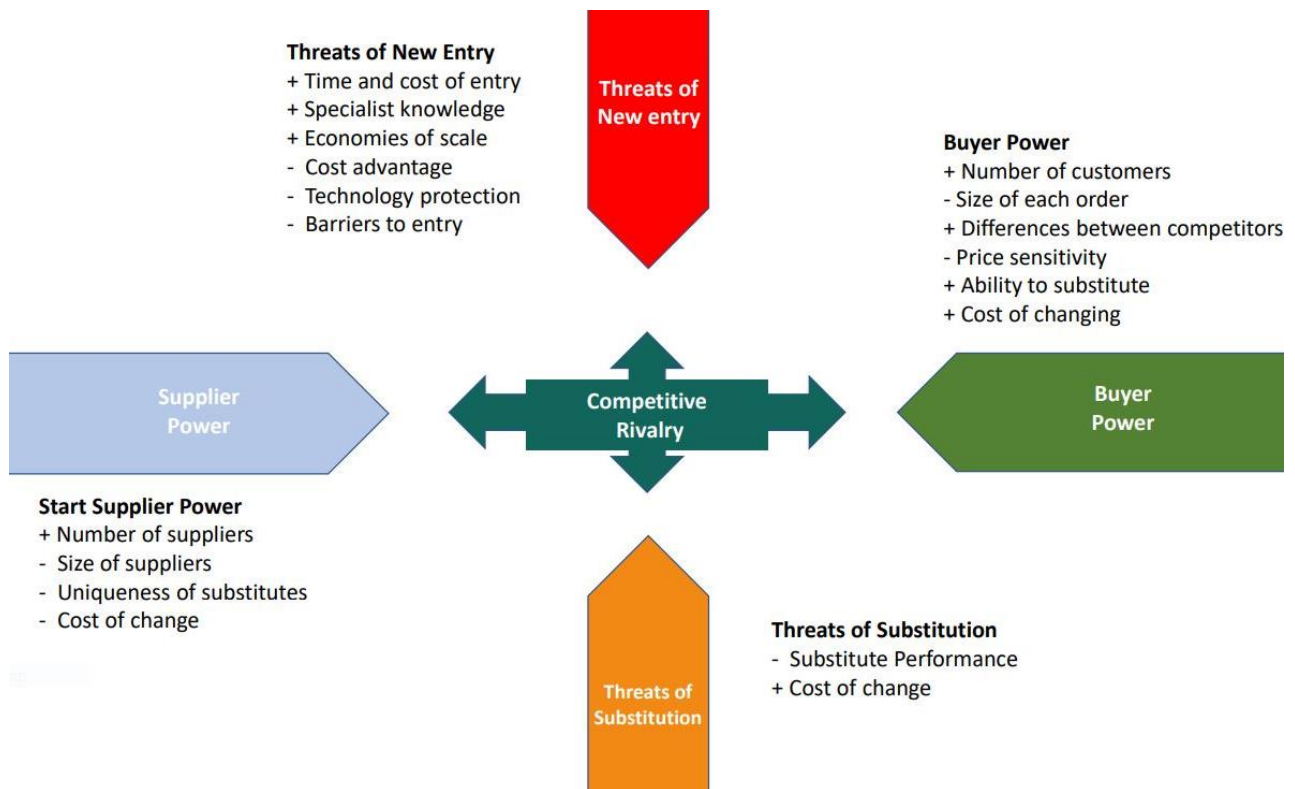 Threats of New Entry
+ Time and cost of entry
+ Specialist knowledge
+ Economies of scale
- Cost advantage
- Technology protection
- Barriers to entry
Threats of
New entry
Buyer Power
+ Number of customers
- Size of each order
+ Differences between competitors
- Price sensitivity
+ Ability to substitute
+ Cost of changing
Supplier
Power
Competitive
Rivalry
Buyer
Power
Start Supplier Power
+ Number of suppliers
- Size of suppliers
- Uniqueness of substitutes
- Cost of change
Threats of
Substitution
Threats of Substitution
- Substitute Performance
+ Cost of change